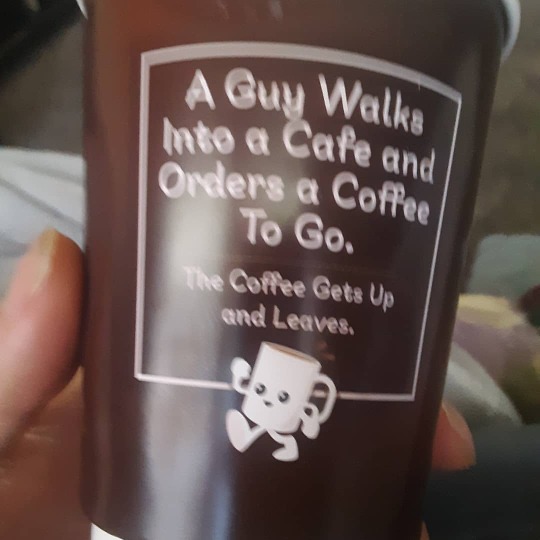 A Guy Walks
Into a Cafe and
Orders a Coffee
To Go.
The Coffee Gets Up
and Leaves.